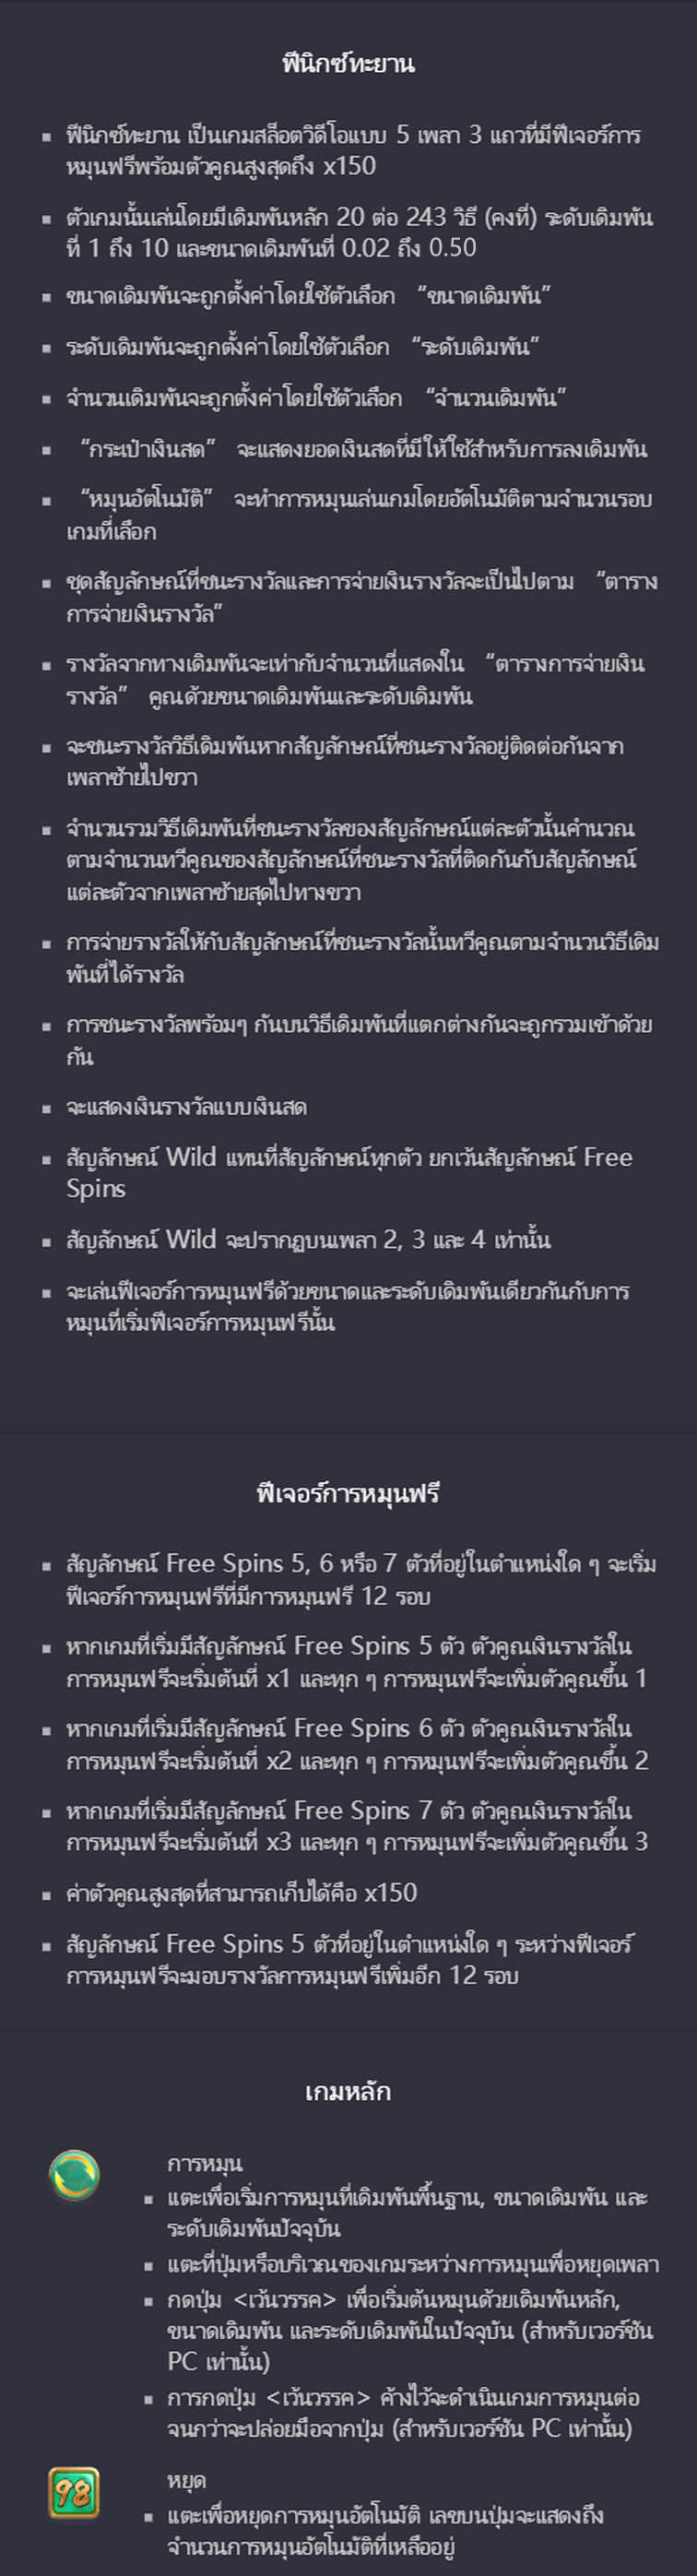 ฟีนิกซ์ทะยาน
▪ ฟีนิกซ์ทะยาน เป็นเกมสล็อตวิดีโอแบบ 5 เพลา 3 แถวที่มีฟีเจอร์การ
หมุนฟรีพร้อมตัวคูณสูงสุดถึง x150
▪ ตัวเกมนั้นเล่นโดยมีเดิมพันหลัก 20 ต่อ 243 วิธี (คงที่) ระดับเดิมพัน
ที่ 1 ถึง 10 และขนาดเดิมพันที่ 0.02 ถึง 0.50
▪ ขนาดเดิมพันจะถูกตั้งค่าโดยใช้ตัวเลือก “ขนาดเดิมพัน”
▪ ระดับเดิมพันจะถูกตั้งค่าโดยใช้ตัวเลือก “ระดับเดิมพัน”
▪ จำนวนเดิมพันจะถูกตั้งค่าโดยใช้ตัวเลือก “จำนวนเดิมพัน”
▪ “กระเป๋าเงินสด” จะแสดงยอดเงินสดที่มีให้ใช้สำหรับการลงเดิมพัน
▪ “หมุนอัตโนมัติ” จะทำการหมุนเล่นเกมโดยอัตโนมัติตามจำนวนรอบ
เกมที่เลือก
▪ ชุดสัญลักษณ์ที่ชนะรางวัลและการจ่ายเงินรางวัลจะเป็นไปตาม “ตาราง
การจ่ายเงินรางวัล”
▪ รางวัลจากทางเดิมพันจะเท่ากับจำนวนที่แสดงใน “ตารางการจ่ายเงิน
รางวัล” คูณด้วยขนาดเดิมพันและระดับเดิมพัน
▪ จะชนะรางวัลวิธีเดิมพันหากสัญลักษณ์ที่ชนะรางวัลอยู่ติดต่อกันจาก
เพลาซ้ายไปขวา
▪ จำนวนรวมวิธีเดิมพันที่ชนะรางวัลของสัญลักษณ์แต่ละตัวนั้นคำนวณ
ตามจำนวนทวีคูณของสัญลักษณ์ที่ชนะรางวัลที่ติดกันกับสัญลักษณ์
แต่ละตัวจากเพลาซ้ายสุดไปทางขวา
▪ การจ่ายรางวัลให้กับสัญลักษณ์ที่ชนะรางวัลนั้นทวีคูณตามจำนวนวิธีเดิม
พันที่ได้รางวัล
▪ การชนะรางวัลพร้อมๆ กันบนวิธีเดิมพันที่แตกต่างกันจะถูกรวมเข้าด้วย
กัน
▪ จะแสดงเงินรางวัลแบบเงินสด
▪ สัญลักษณ์ Wild แทนที่สัญลักษณ์ทุกตัว ยกเว้นสัญลักษณ์ Free
Spins
▪ สัญลักษณ์ Wild จะปรากฏบนเพลา 2, 3 และ 4 เท่านั้น
▪ จะเล่นฟีเจอร์การหมุนฟรีด้วยขนาดและระดับเดิมพันเดียวกันกับการ
หมุนที่เริ่มฟีเจอร์การหมุนฟรีนั้น
ฟีเจอร์การหมุนฟรี
▪ สัญลักษณ์ Free Spins 5, 6 หรือ 7 ตัวที่อยู่ในตำแหน่งใด ๆ จะเริ่ม
ฟีเจอร์การหมุนฟรีที่มีการหมุนฟรี 12 รอบ
▪ หากเกมที่เริ่มมีสัญลักษณ์ Free Spins 5 ตัว ตัวคูณเงินรางวัลใน
การหมุนฟรีจะเริ่มต้นที่ x1 และทุก ๆ การหมุนฟรีจะเพิ่มตัวคูณขึ้น 1
▪ หากเกมที่เริ่มมีสัญลักษณ์ Free Spins 6 ตัว ตัวคูณเงินรางวัลใน
การหมุนฟรีจะเริ่มต้นที่ x2 และทุก ๆ การหมุนฟรีจะเพิ่มตัวคูณขึ้น 2
▪ หากเกมที่เริ่มมีสัญลักษณ์ Free Spins 7 ตัว ตัวคูณเงินรางวัลใน
การหมุนฟรีจะเริ่มต้นที่ x3 และทุก ๆ การหมุนฟรีจะเพิ่มตัวคูณขึ้น 3
▪ ค่าตัวคูณสูงสุดที่สามารถเก็บได้คือ x150
▪ สัญลักษณ์ Free Spins 5 ตัวที่อยู่ในตำแหน่งใด ๆ ระหว่างฟีเจอร์
การหมุนฟรีจะมอบรางวัลการหมุนฟรีเพิ่มอีก 12 รอบ
เกมหลัก
การหมุน
▪ แตะเพื่อเริ่มการหมุนที่เดิมพันพื้นฐาน, ขนาดเดิมพัน และ
ระดับเดิมพันปัจจุบัน
▪ แตะที่ปุ่มหรือบริเวณของเกมระหว่างการหมุนเพื่อหยุดเพลา
▪ กดปุ่ม <เว้นวรรค> เพื่อเริ่มต้นหมุนด้วยเดิมพันหลัก,
ขนาดเดิมพัน และระดับเดิมพันในปัจจุบัน (สำหรับเวอร์ชัน
PC เท่านั้น)
▪ การกดปุ่ม <เว้นวรรค> ค้างไว้จะดำเนินเกมการหมุนต่อ
จนกว่าจะปล่อยมือจากปุ่ม (สำหรับเวอร์ชัน PC เท่านั้น)
98
หยุด
▪ แตะเพื่อหยุดการหมุนอัตโนมัติ เลขบนปุ่มจะแสดงถึง
จำนวนการหมุนอัตโนมัติที่เหลืออยู่